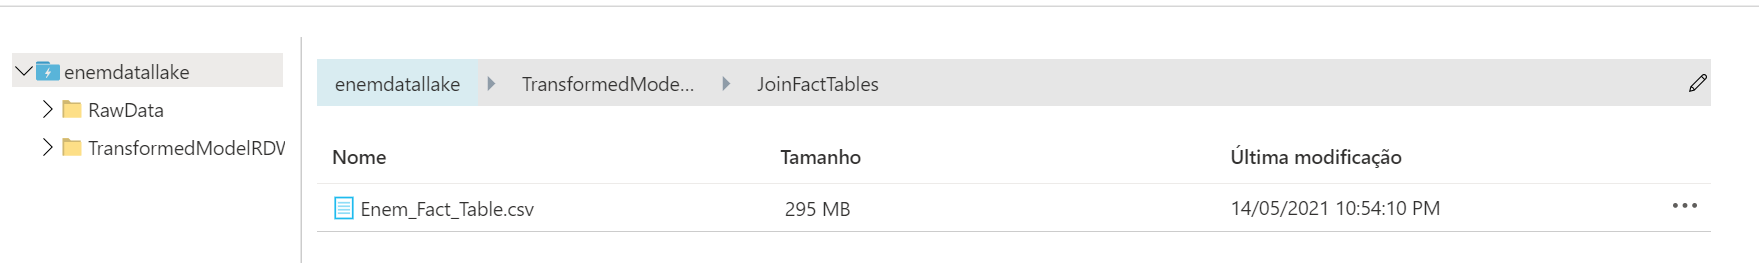 enemdatallake
RawData
TransformedModelRDW
enemdatallake TransformedMode... JoinFactTables
Nome Tamanho Última modificação
Enem_Fact_Table.csv 295 MB 14/05/2021 10:54:10 PM